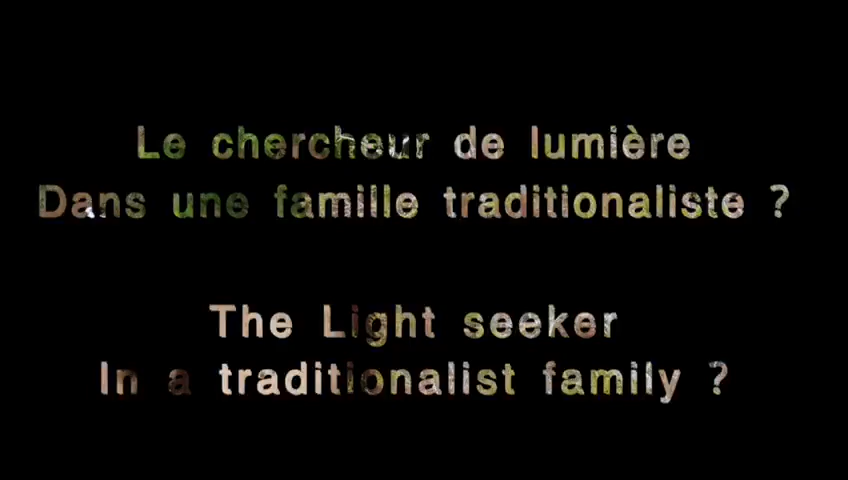 Le chercheur de lumière
Dans une famille traditionaliste ?
The Light seeker
In a traditionalist family ?